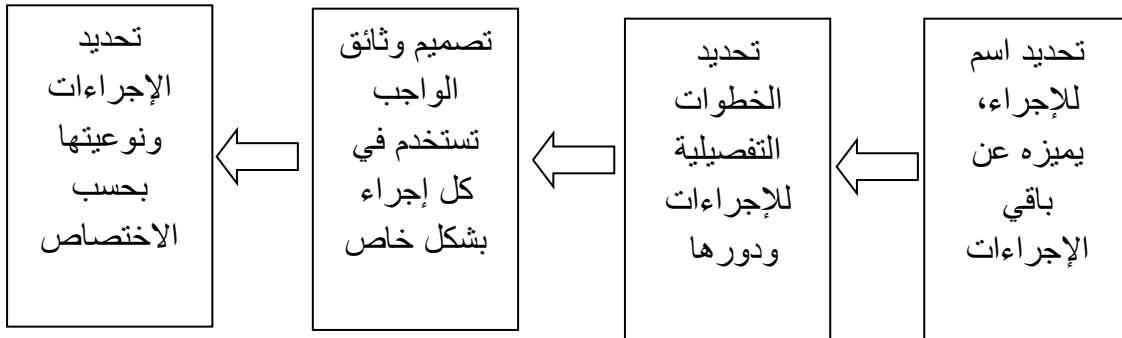 تحديد اسم
للإجراء،
يميزه عن
باقي
الإجراءات
تحديد
الخطوات
التفصيلية
للإجراءات
ودورها
تصميم وثائق
الواجب
تستخدم في
كل إجراء
بشكل خاص
تحديد
الإجراءات
ونوعيتها
بحسب
الاختصاص